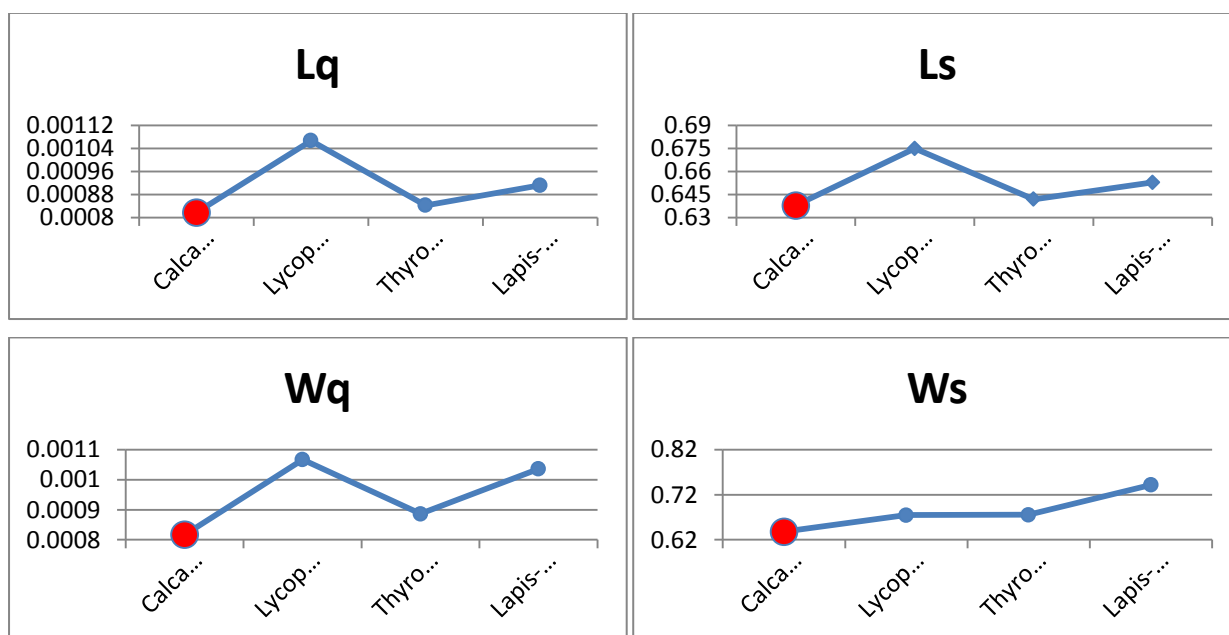 Lq
0.00112
0.00104
0.00096
0.00088
0.0008
Calca...
Lycop...
Thyro...
Lapis-...
Ls
0.69
0.675
0.66
0.645
0.63
Calca...
Lycop...
Thyro...
Lapis-...
Wq
0.0011
0.001
0.0009
0.0008
Calca...
Lycop...
Thyro...
Lapis-...
Ws
0.82
0.72
0.62
Calca...
Lycop...
Thyro...
Lapis-...